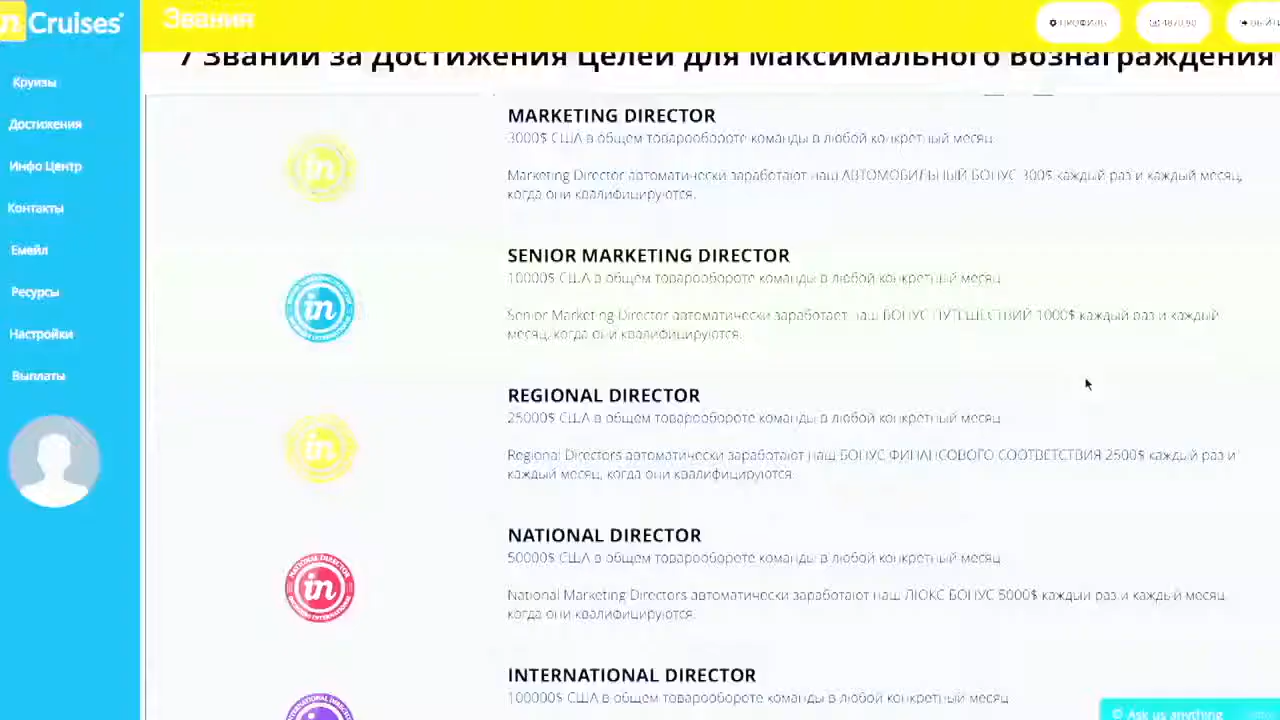 Cruises
Звания
ПРОФИЛЬ
Круизы
Достижения
Инфо Центр
Контакты
Емейл
Ресурсы
Настройки
Выплаты
7 Званий за Достижения Целей для Максимального Вознаграждения
MARKETING DIRECTOR
3000$ США в общем товарообороте команды в любой конкретный месяц
Marketing Director автоматически заработают наш АВТОМОБИЛЬНЫЙ БОНУС 300$ каждый раз и каждый месяц,
когда они квалифицируются.
SENIOR MARKETING DIRECTOR
10000$ США в общем товарообороте команды в любой конкретный месяц
Senior Marketing Director автоматически заработает наш БОНУС ПУТЕШЕСТВИЙ 1000$ каждый раз и каждый
месяц, когда они квалифицируются.
REGIONAL DIRECTOR
25000$ США в общем товарообороте команды в любой конкретный месяц
Regional Directors автоматически заработают наш БОНУС ФИНАНСОВОГО СООТВЕТСТВИЯ 2500$ каждый раз и
каждый месяц, когда они квалифицируются.
NATIONAL DIRECTOR
50000$ США в общем товарообороте команды в любой конкретный месяц
National Marketing Directors автоматически заработают наш ЛЮКС БОНУС 5000$ каждый раз и каждый месяц,
когда они квалифицируются.
INTERNATIONAL DIRECTOR
100000$ США в общем товарообороте команды в любой конкретный месяц
Ask us anything